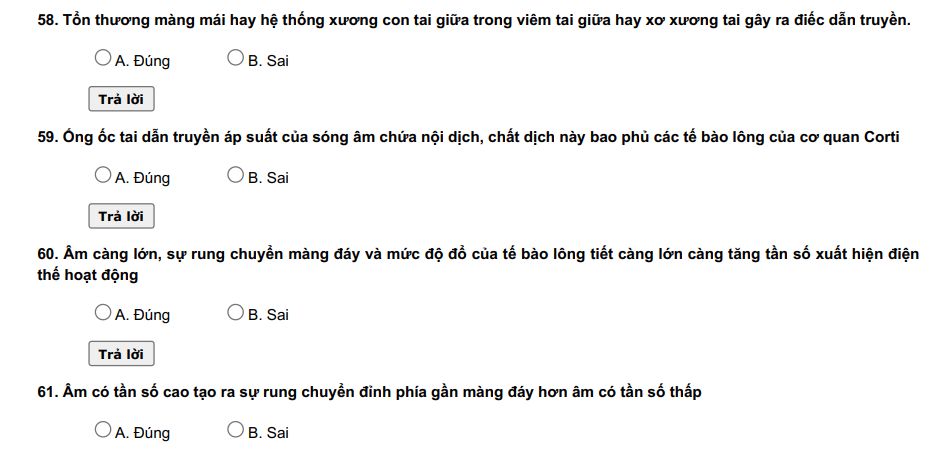 58. Tổn thương màng mái hay hệ thống xương con tai giữa trong viêm tai giữa hay xơ xương tai gây ra điếc dẫn truyền.
A. Đúng B. Sai
Trả lời
59. Ống ốc tai dẫn truyền áp suất của sóng âm chứa nội dịch, chất dịch này bao phủ các tế bào lông của cơ quan Corti
A. Đúng B. Sai
Trả lời
60. Âm càng lớn, sự rung chuyển màng đáy và mức độ đổ của tế bào lông tiết càng lớn càng tăng tần số xuất hiện điện
thế hoạt động
A. Đúng B. Sai
Trả lời
61. Âm có tần số cao tạo ra sự rung chuyển đỉnh phía gần màng đáy hơn âm có tần số thấp
A. Đúng B. Sai